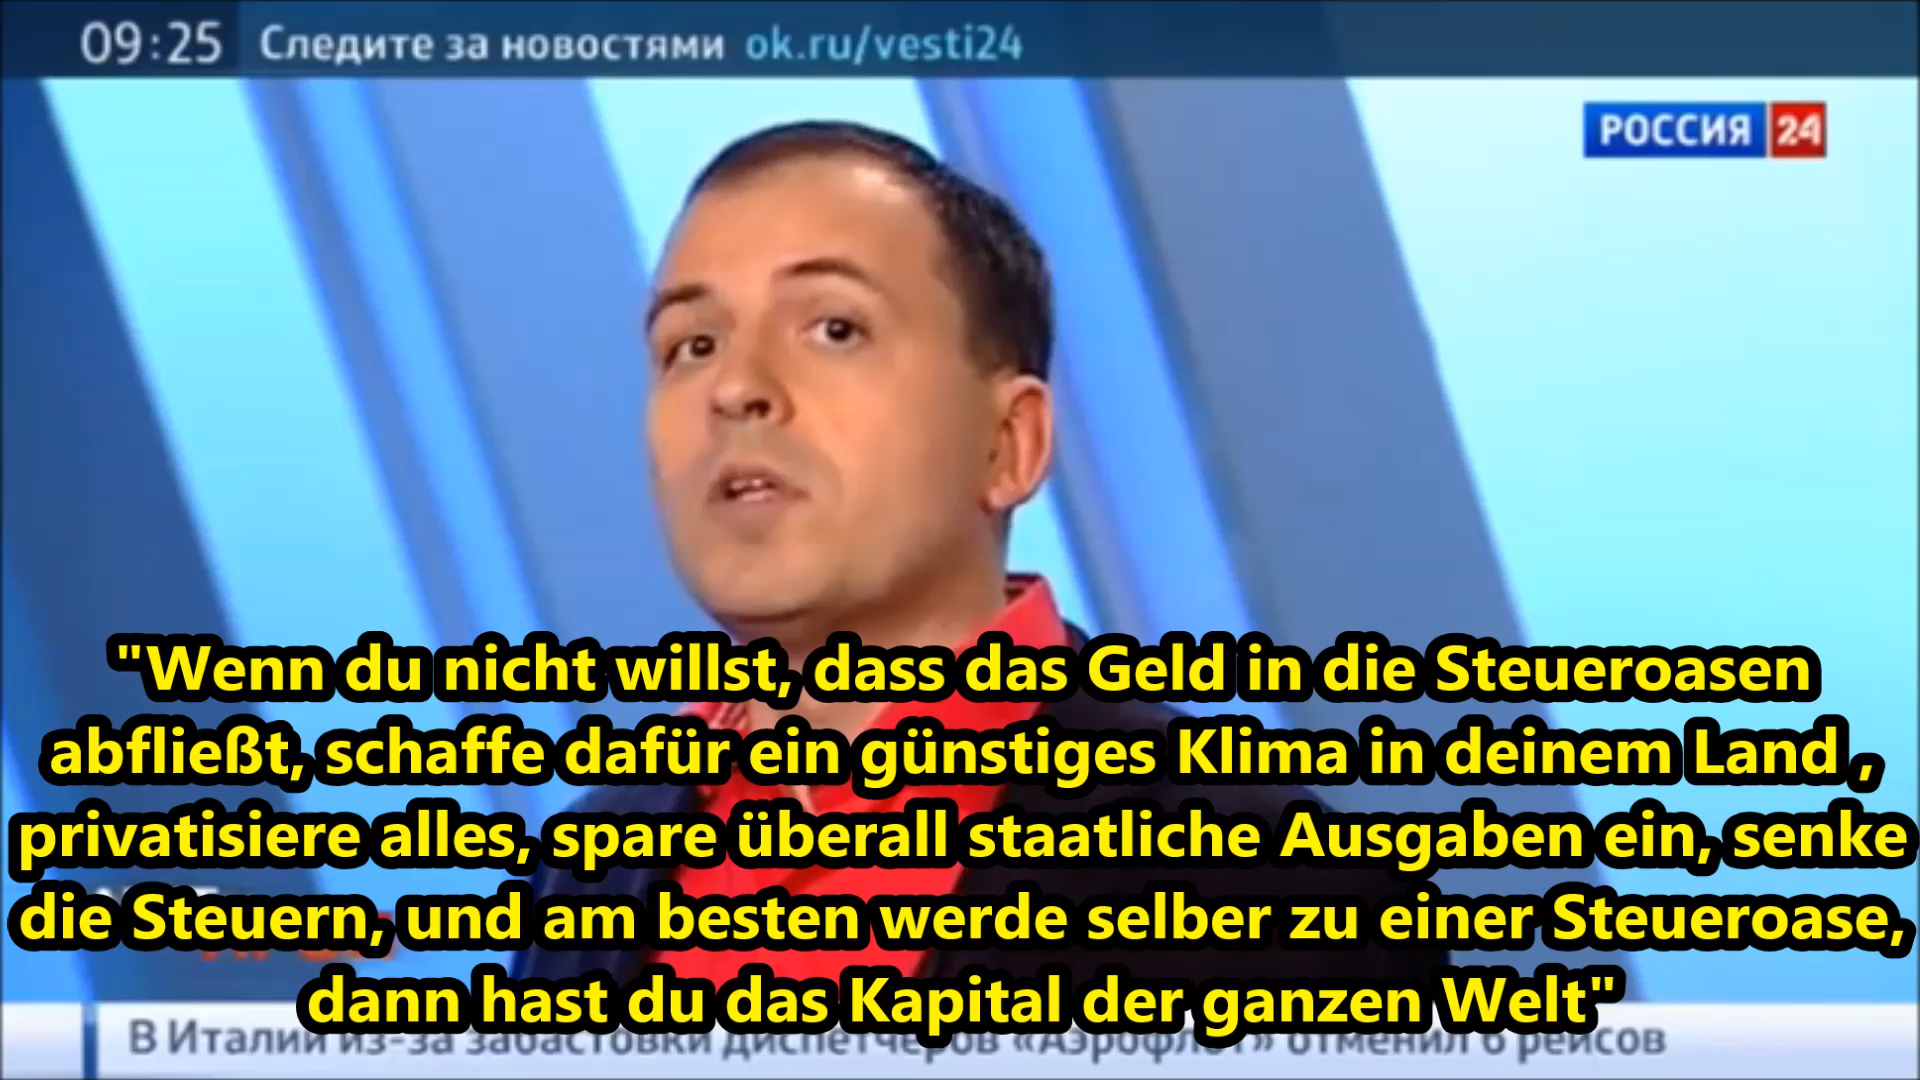 09:25 Следите за новостями ok.ru/vesti24
РОССИЯ 24
"Wenn du nicht willst, dass das Geld in die Steueroasen
abfließt, schaffe dafür ein günstiges Klima in deinem Land ,
privatisiere alles, spare überall staatliche Ausgaben ein, senke
die Steuern, und am besten werde selber zu einer Steueroase,
dann hast du das Kapital der ganzen Welt"
В Италии из-за забастовки диспетчеров «Аэрофлот» отменил 6 рейсов